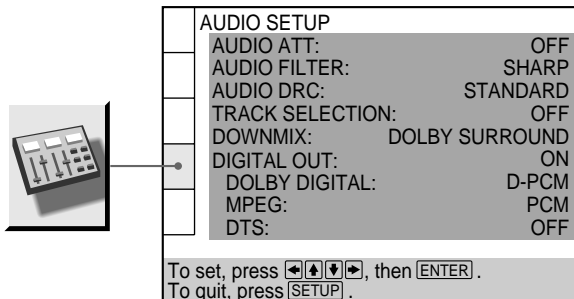 AUDIO SETUP
AUDIO ATT: OFF
AUDIO FILTER: SHARP
AUDIO DRC: STANDARD
TRACK SELECTION: OFF
DOWNMIX: DOLBY SURROUND
DIGITAL OUT: ON
DOLBY DIGITAL: D-PCM
MPEG: PCM
DTS: OFF
To set, press ←↑↓→, then ENTER.
To quit, press SETUP.